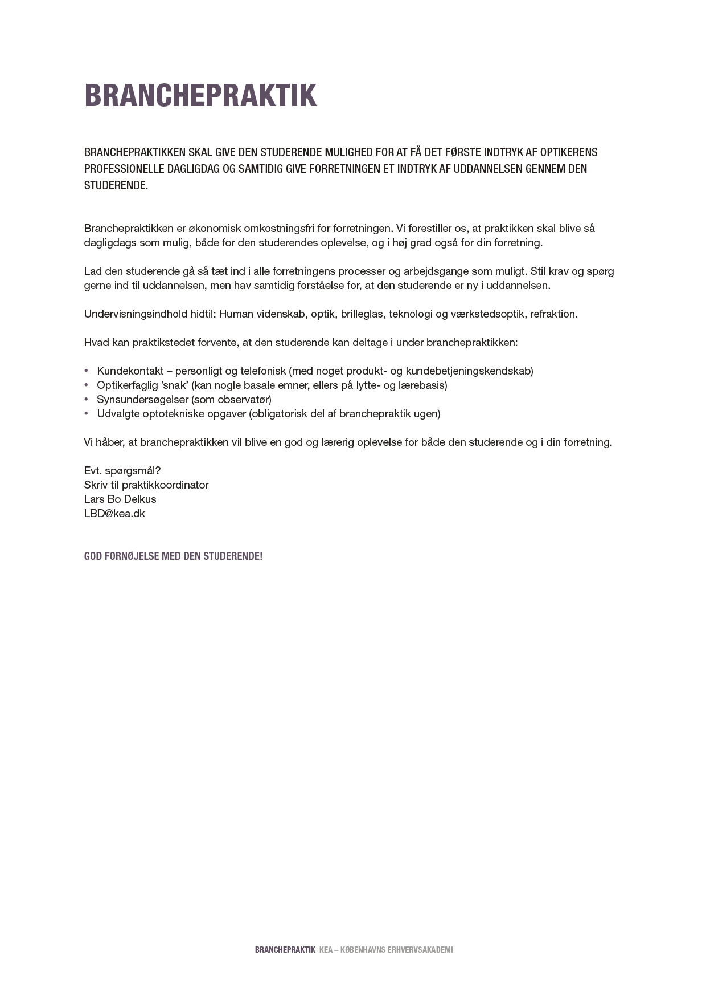 BRANCHEPRAKTIK
BRANCHEPRAKTIKKEN SKAL GIVE DEN STUDERENDE MULIGHED FOR AT FÅ DET FØRSTE INDTRYK AF OPTIKERENS
PROFESSIONELLE DAGLIGDAG OG SAMTIDIG GIVE FORRETNINGEN ET INDTRYK AF UDDANNELSEN GENNEM DEN
STUDERENDE.
Branchepraktikken er økonomisk omkostningsfri for forretningen. Vi forestiller os, at praktikken skal blive så
dagligdags som mulig, både for den studerendes oplevelse, og i høj grad også for din forretning.
Lad den studerende gå så tæt ind i alle forretningens processer og arbejdsgange som muligt. Stil krav og spørg
gerne ind til uddannelsen, men hav samtidig forståelse for, at den studerende er ny i uddannelsen.
Undervisningsindhold hidtil: Human videnskab, optik, brilleglas, teknologi og værkstedsoptik, refraktion.
Hvad kan praktikstedet forvente, at den studerende kan deltage i under branchepraktikken:
• Kundekontakt – personligt og telefonisk (med noget produkt- og kundebetjeningskendskab)
• Optikerfaglig ’snak’ (kan nogle basale emner, ellers på lytte- og lærebasis)
• Synsundersøgelser (som observatør)
• Udvalgte optotekniske opgaver (obligatorisk del af branchepraktik ugen)
Vi håber, at branchepraktikken vil blive en god og lærerig oplevelse for både den studerende og i din forretning.
Evt. spørgsmål?
Skriv til praktikkoordinator
Lars Bo Delkus
LBD@kea.dk
GOD FORNØJELSE MED DEN STUDERENDE!
BRANCHEPRAKTIK KEA – KØBENHAVNS ERHVERVSAKADEMI